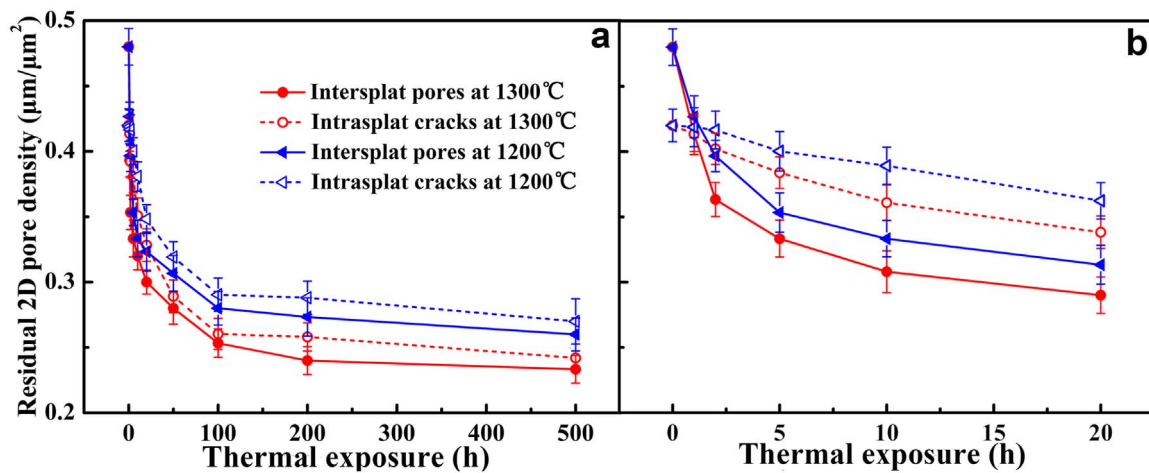 Residual 2D pore density (μm/μm²)
0.5
0.4
0.3
0.2
a
Intersplat pores at 1300℃
Intrasplat cracks at 1300℃
Intersplat pores at 1200℃
Intrasplat cracks at 1200℃
0 100 200 300 400 500
Thermal exposure (h)
b
0 5 10 15 20
Thermal exposure (h)